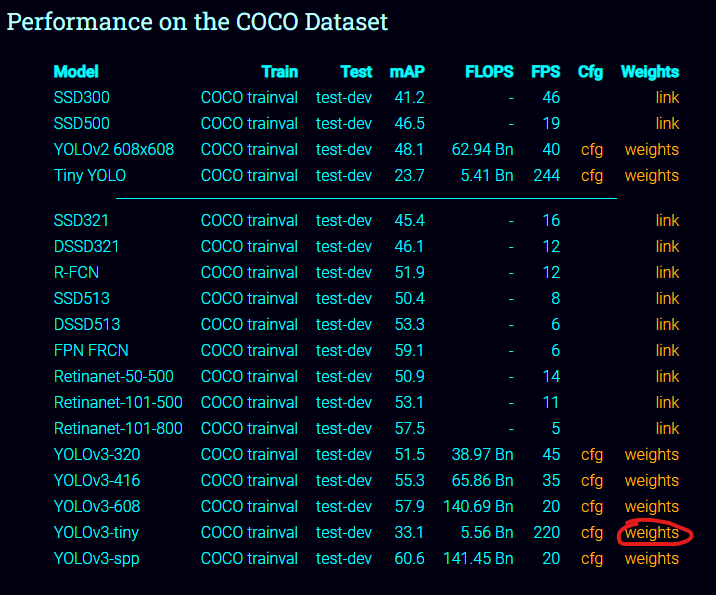 Performance on the COCO Dataset
Model Train Test mAP FLOPS FPS Cfg Weights
SSD300 COCO trainval test-dev 41.2 - 46 link
SSD500 COCO trainval test-dev 46.5 - 19 link
YOLOv2 608x608 COCO trainval test-dev 48.1 62.94 Bn 40 cfg weights
Tiny YOLO COCO trainval test-dev 23.7 5.41 Bn 244 cfg weights
SSD321 COCO trainval test-dev 45.4 - 16 link
DSSD321 COCO trainval test-dev 46.1 - 12 link
R-FCN COCO trainval test-dev 51.9 - 12 link
SSD513 COCO trainval test-dev 50.4 - 8 link
DSSD513 COCO trainval test-dev 53.3 - 6 link
FPN FRCN COCO trainval test-dev 59.1 - 6 link
Retinanet-50-500 COCO trainval test-dev 50.9 - 14 link
Retinanet-101-500 COCO trainval test-dev 53.1 - 11 link
Retinanet-101-800 COCO trainval test-dev 57.5 - 5 link
YOLOv3-320 COCO trainval test-dev 51.5 38.97 Bn 45 cfg weights
YOLOv3-416 COCO trainval test-dev 55.3 65.86 Bn 35 cfg weights
YOLOv3-608 COCO trainval test-dev 57.9 140.69 Bn 20 cfg weights
YOLOv3-tiny COCO trainval test-dev 33.1 5.56 Bn 220 cfg weights
YOLOv3-spp COCO trainval test-dev 60.6 141.45 Bn 20 cfg weights